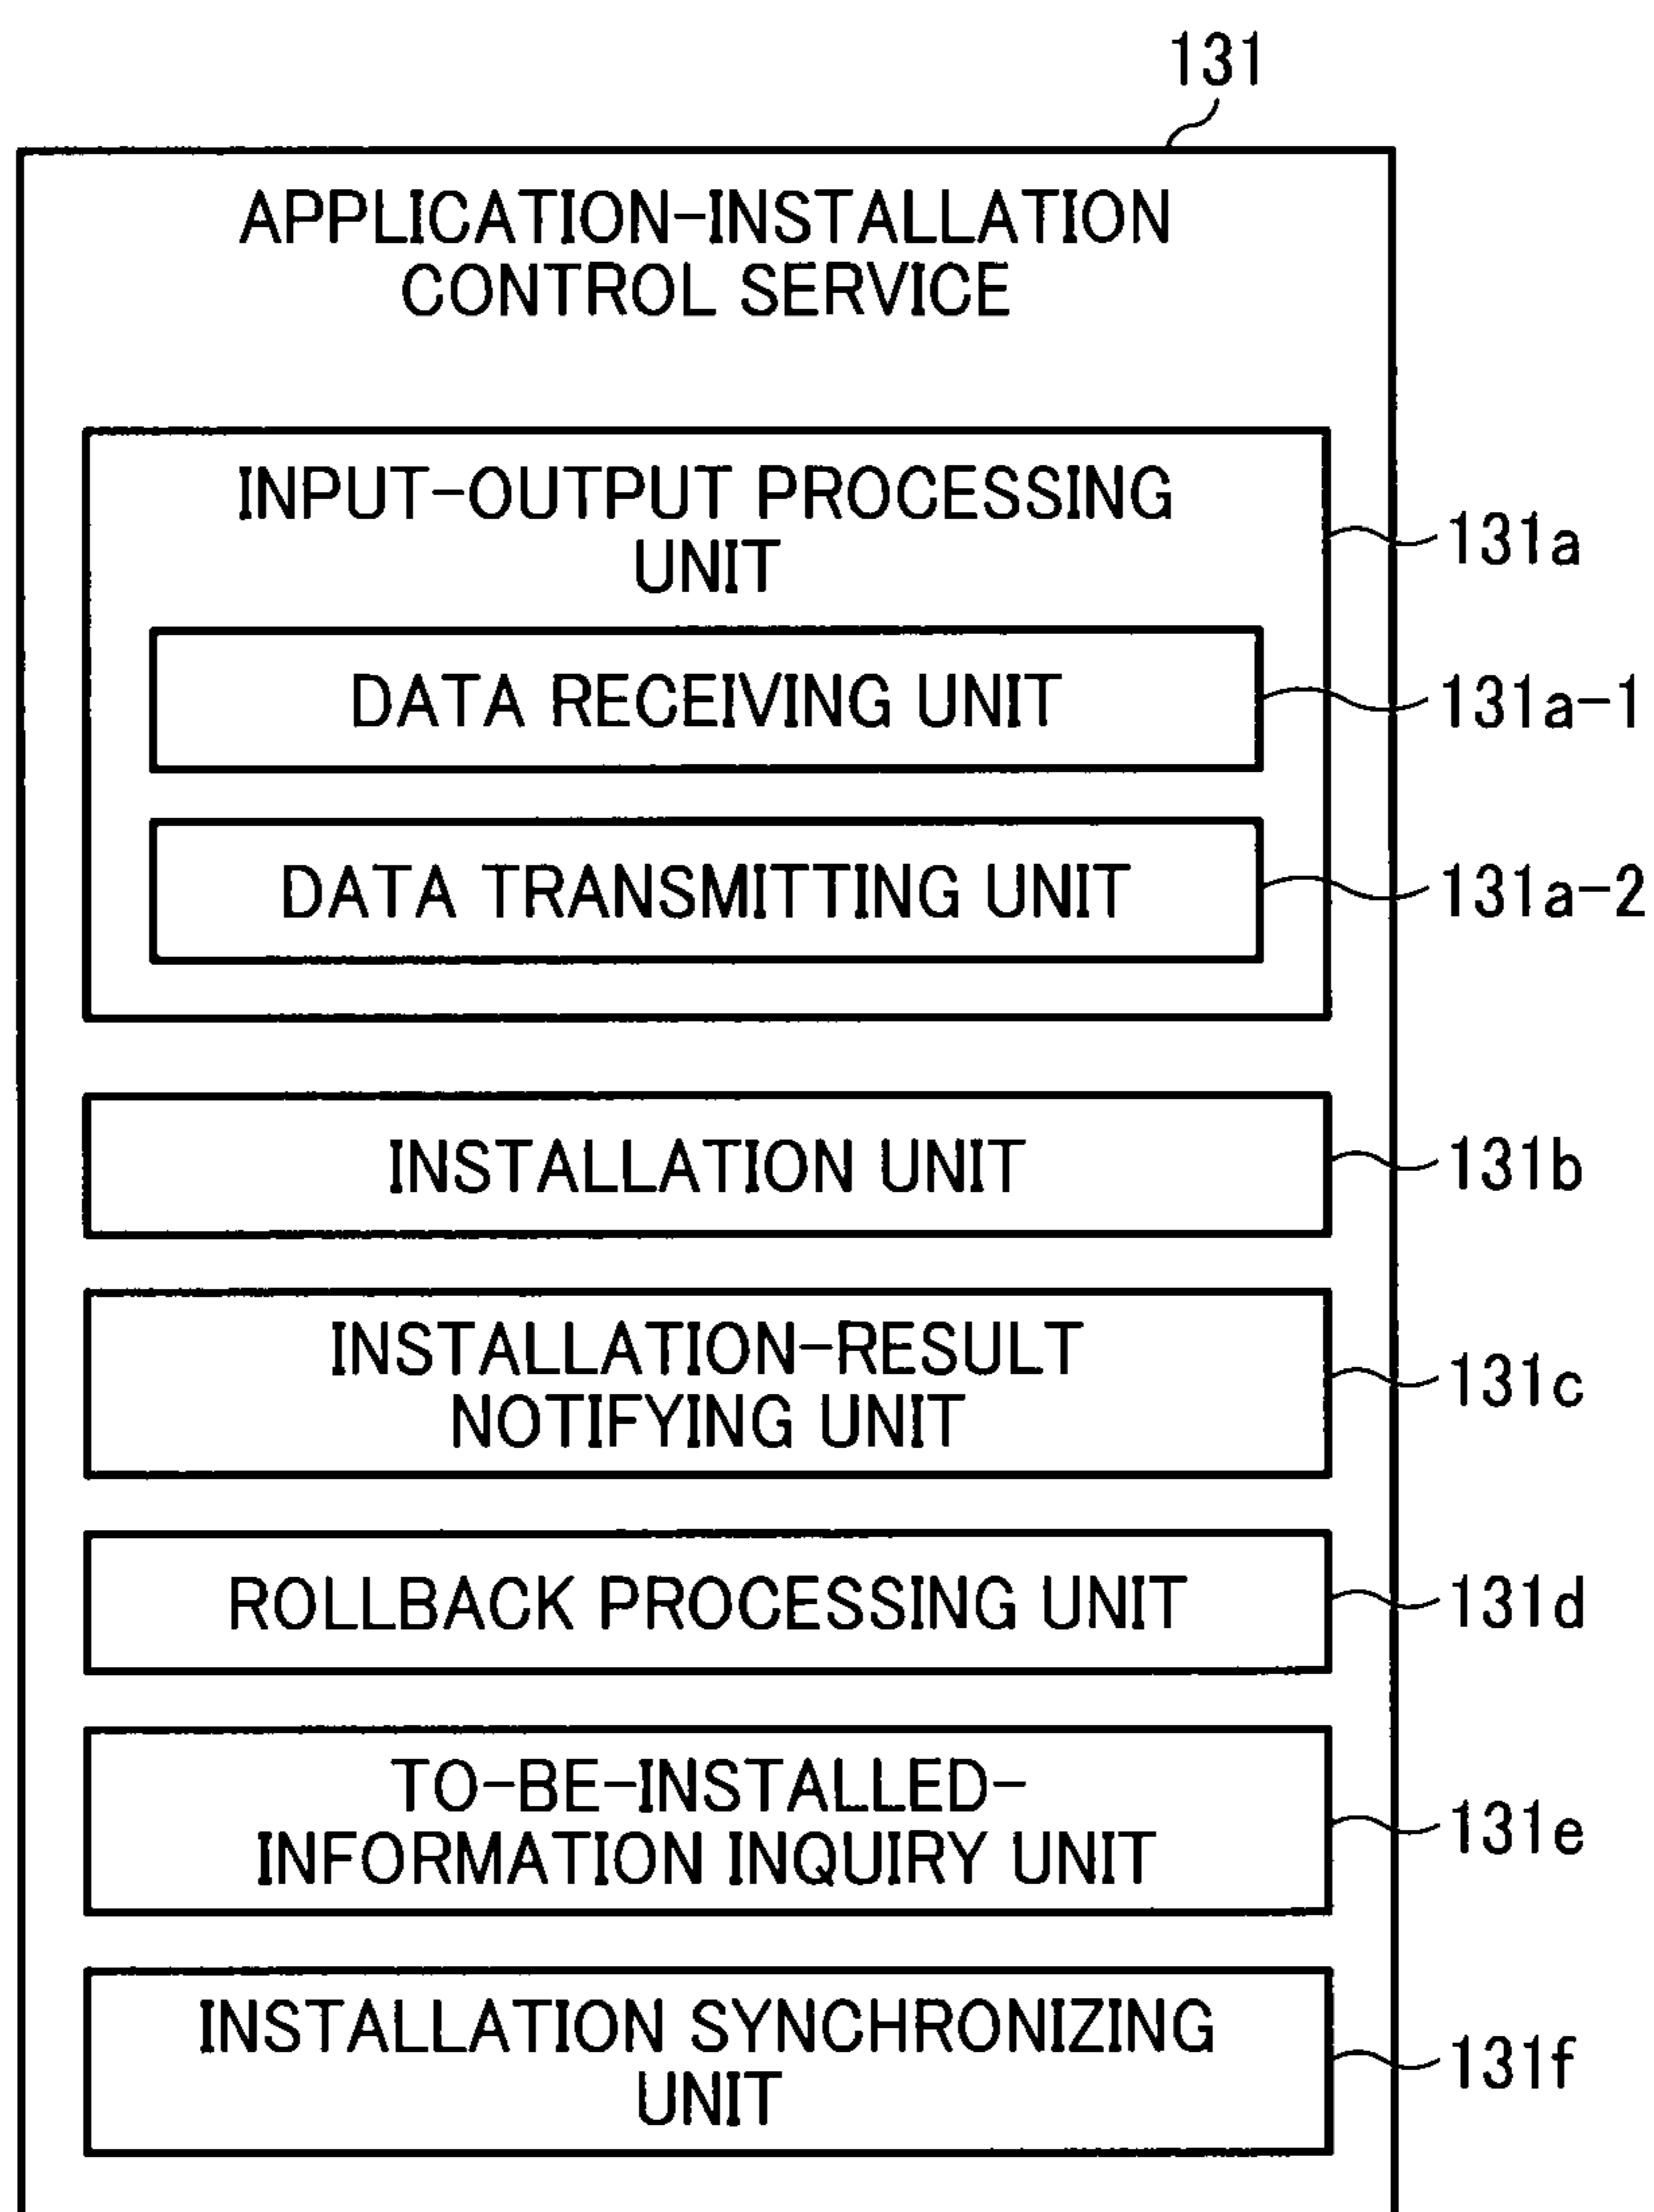 131
APPLICATION-INSTALLATION
CONTROL SERVICE
INPUT-OUTPUT PROCESSING
UNIT
131a
DATA RECEIVING UNIT
131a-1
DATA TRANSMITTING UNIT
131a-2
INSTALLATION UNIT
131b
INSTALLATION-RESULT
NOTIFYING UNIT
131c
ROLLBACK PROCESSING UNIT
131d
TO-BE-INSTALLED-
INFORMATION INQUIRY UNIT
131e
INSTALLATION SYNCHRONIZING
UNIT
131f